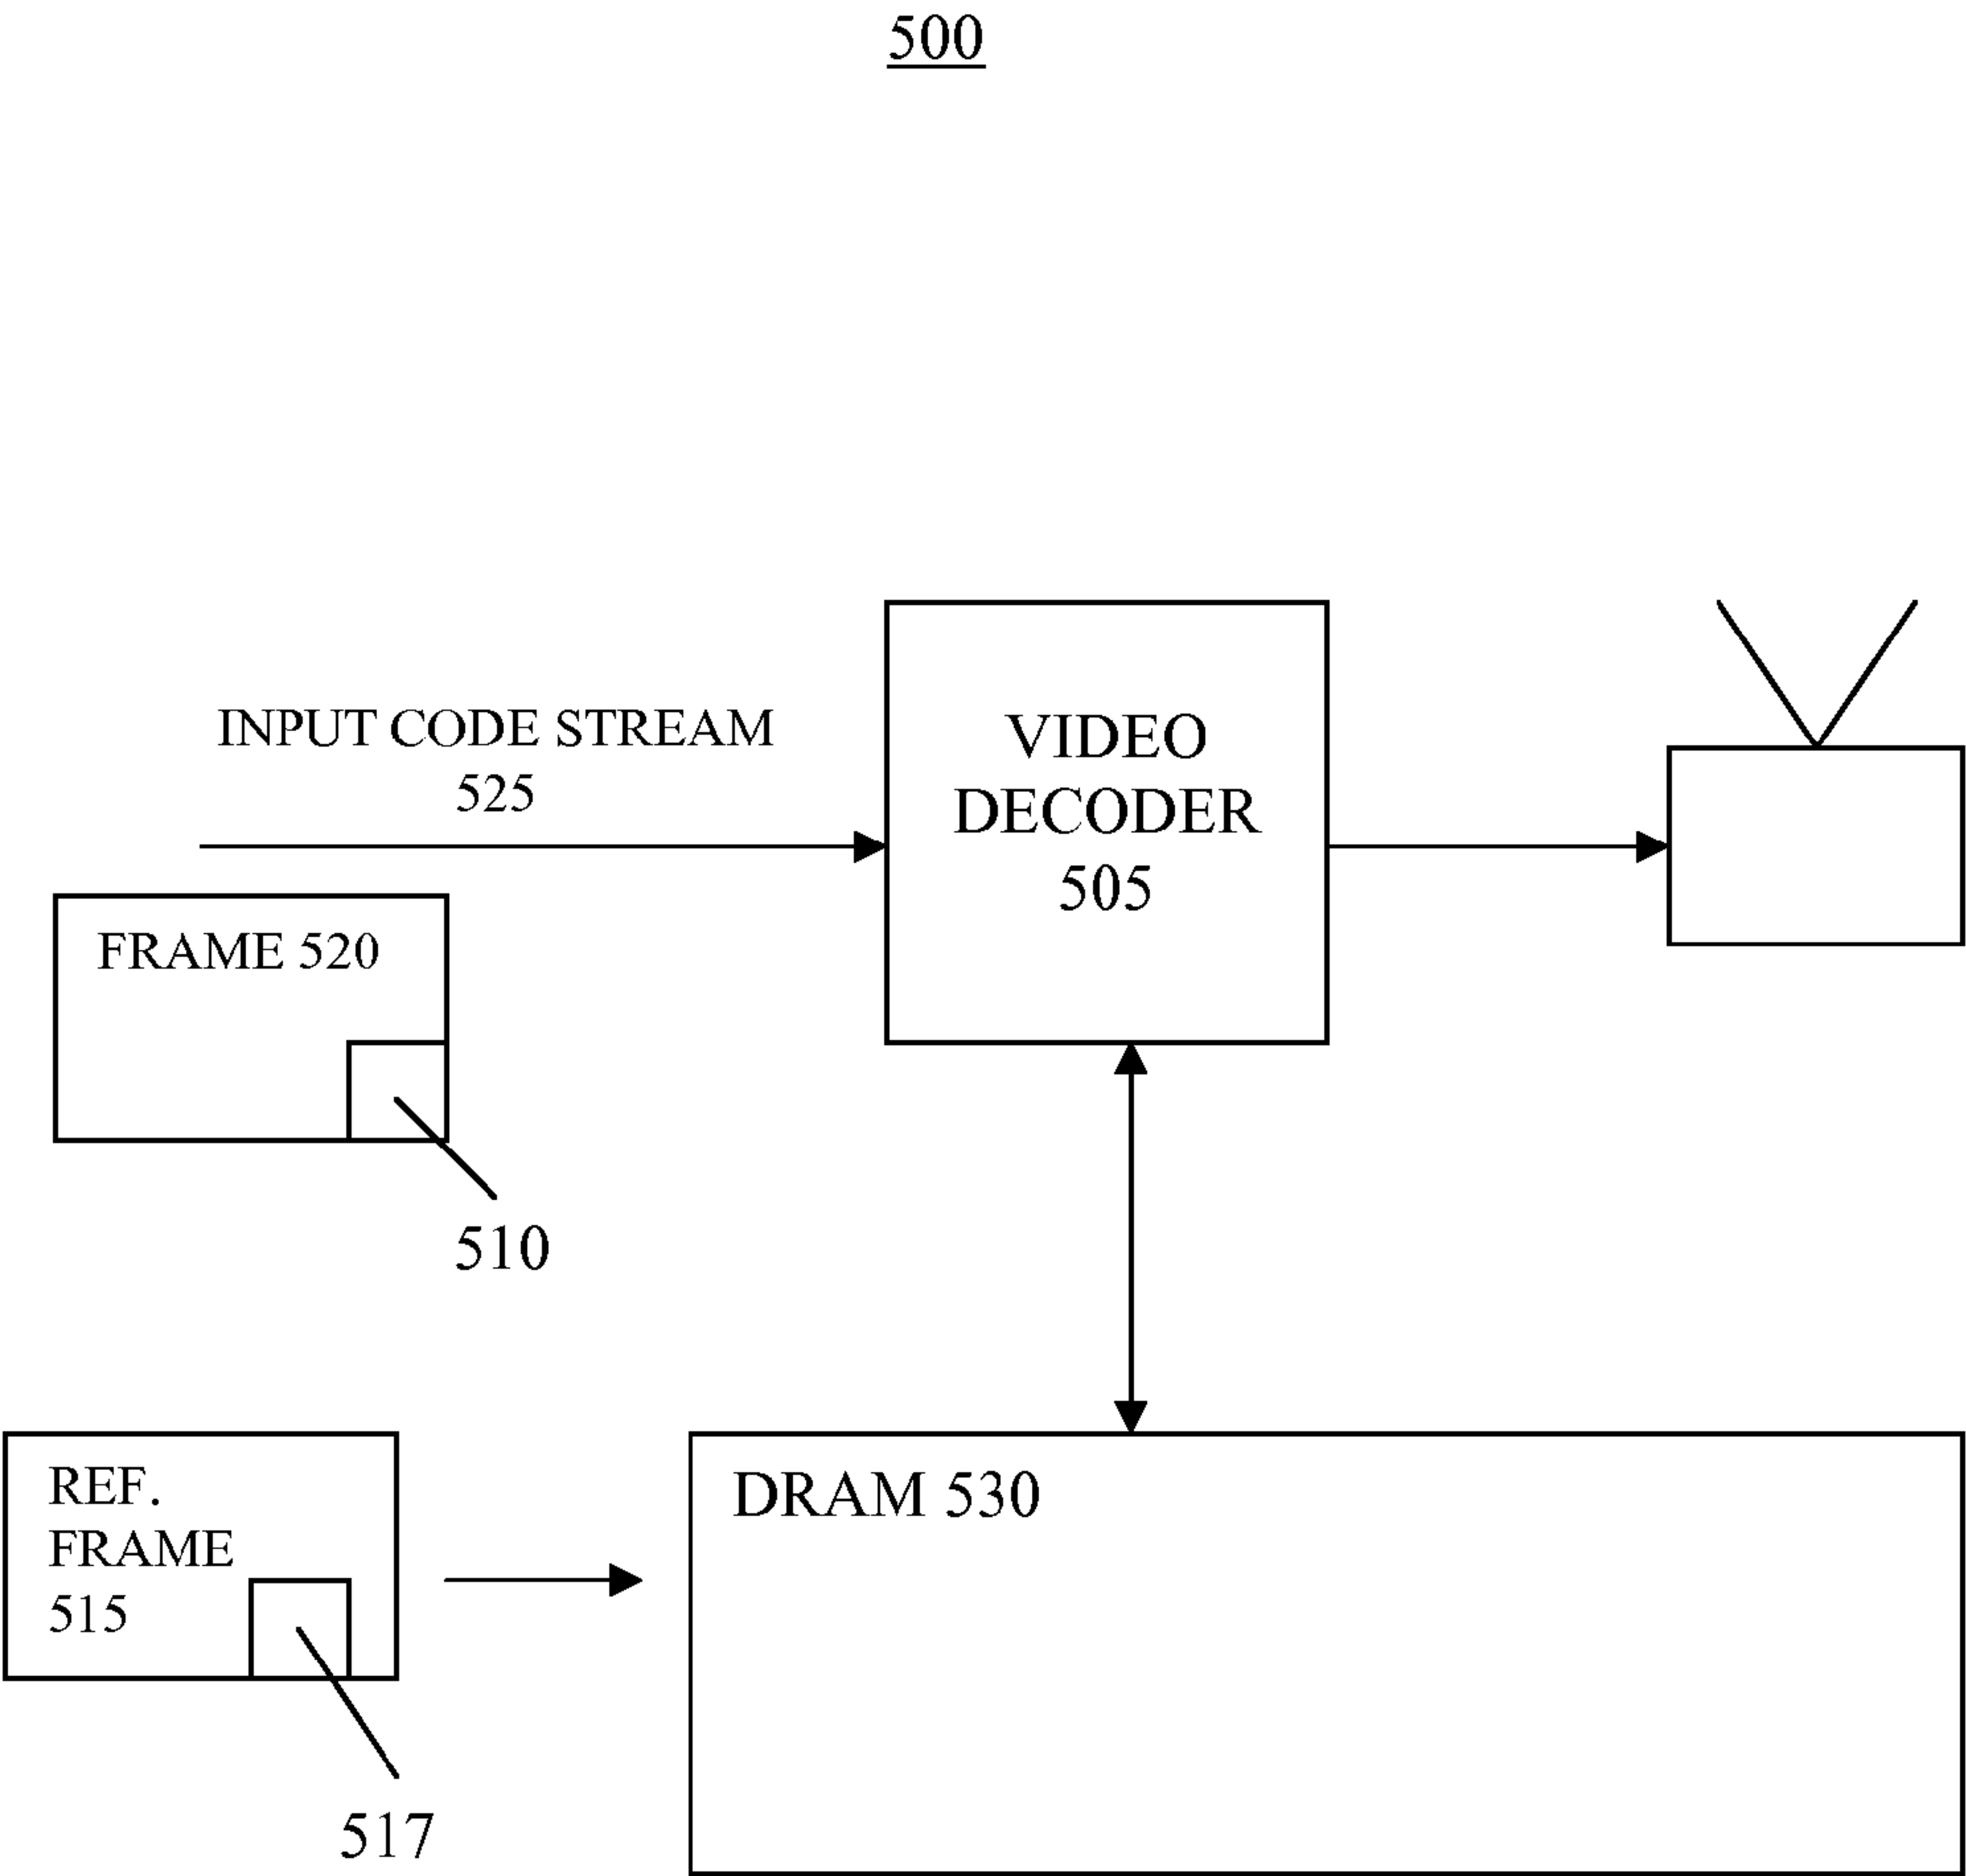 500
INPUT CODE STREAM
525
VIDEO
DECODER
505
FRAME 520
510
REF.
FRAME
515
517
DRAM 530